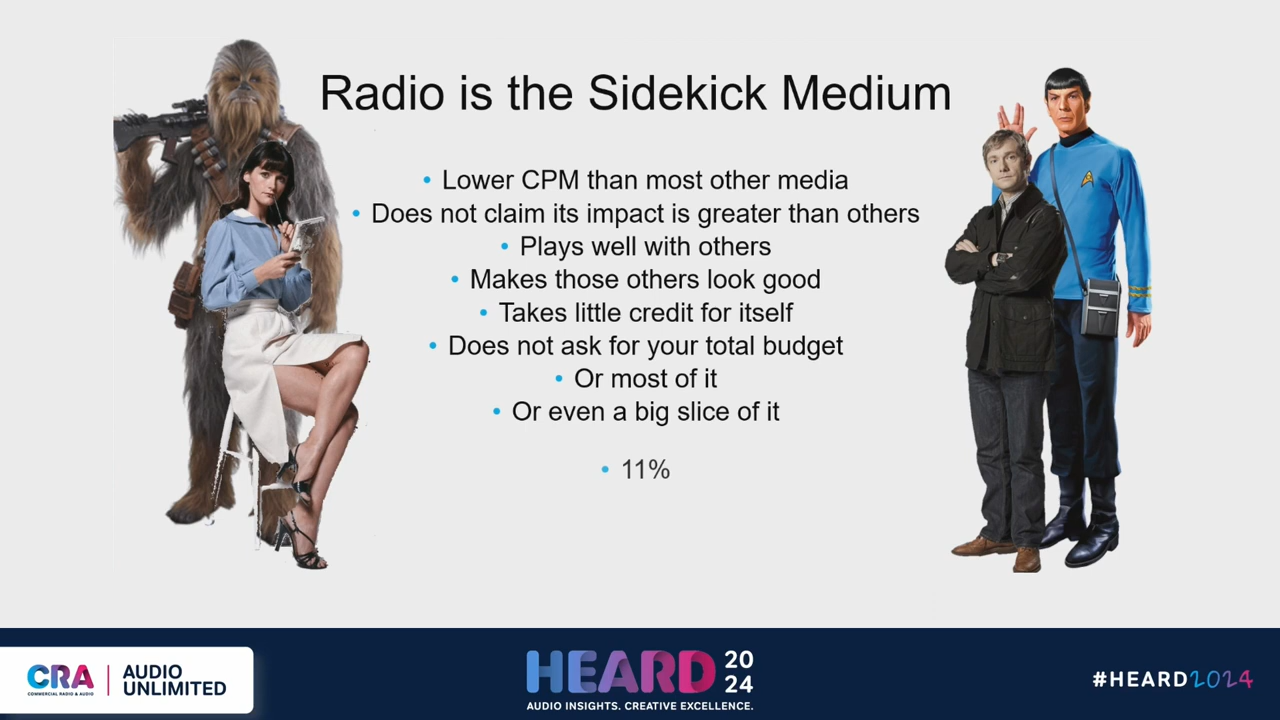 Radio is the Sidekick Medium
• Lower CPM than most other media
• Does not claim its impact is greater than others
• Plays well with others
• Makes those others look good
• Takes little credit for itself
• Does not ask for your total budget
• Or most of it
• Or even a big slice of it
• 11%
CRA
COMMERCIAL RADIO & AUDIO
AUDIO
UNLIMITED
HEARD 20
24
AUDIO INSIGHTS. CREATIVE EXCELLENCE.
#HEARD2024